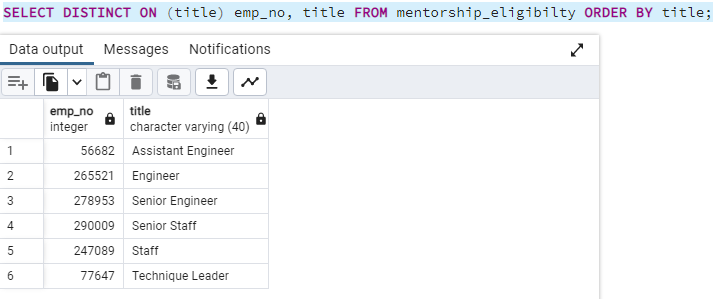 SELECT DISTINCT ON (title) emp_no, title FROM mentorship_eligibilty ORDER BY title;
Data output Messages Notifications
emp_no title
integer character varying (40)
1 56682 Assistant Engineer
2 265521 Engineer
3 278953 Senior Engineer
4 290009 Senior Staff
5 247089 Staff
6 77647 Technique Leader